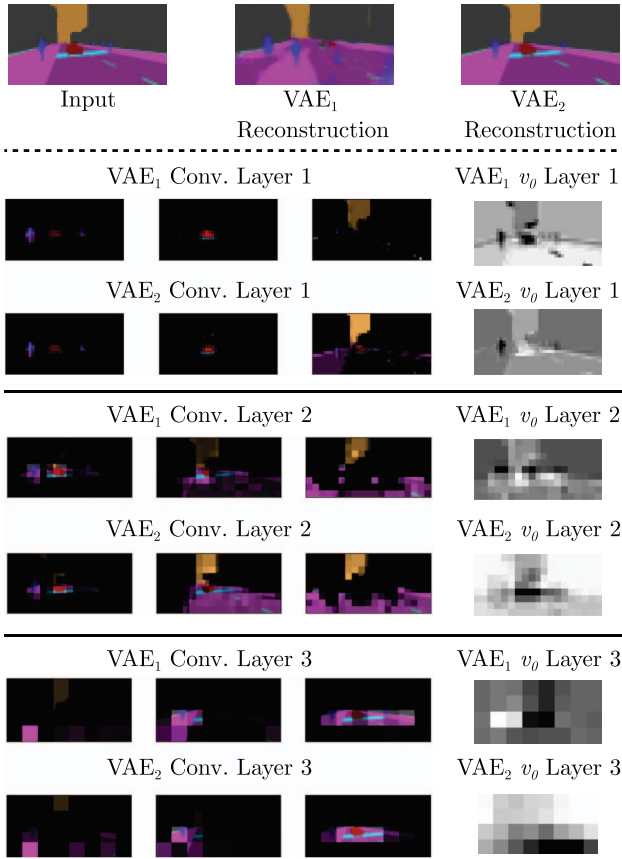 Input
VAE₁
Reconstruction
VAE₂
Reconstruction
VAE₁ Conv. Layer 1
VAE₁ v₀ Layer 1
VAE₂ Conv. Layer 1
VAE₂ v₀ Layer 1
VAE₁ Conv. Layer 2
VAE₁ v₀ Layer 2
VAE₂ Conv. Layer 2
VAE₂ v₀ Layer 2
VAE₁ Conv. Layer 3
VAE₁ v₀ Layer 3
VAE₂ Conv. Layer 3
VAE₂ v₀ Layer 3